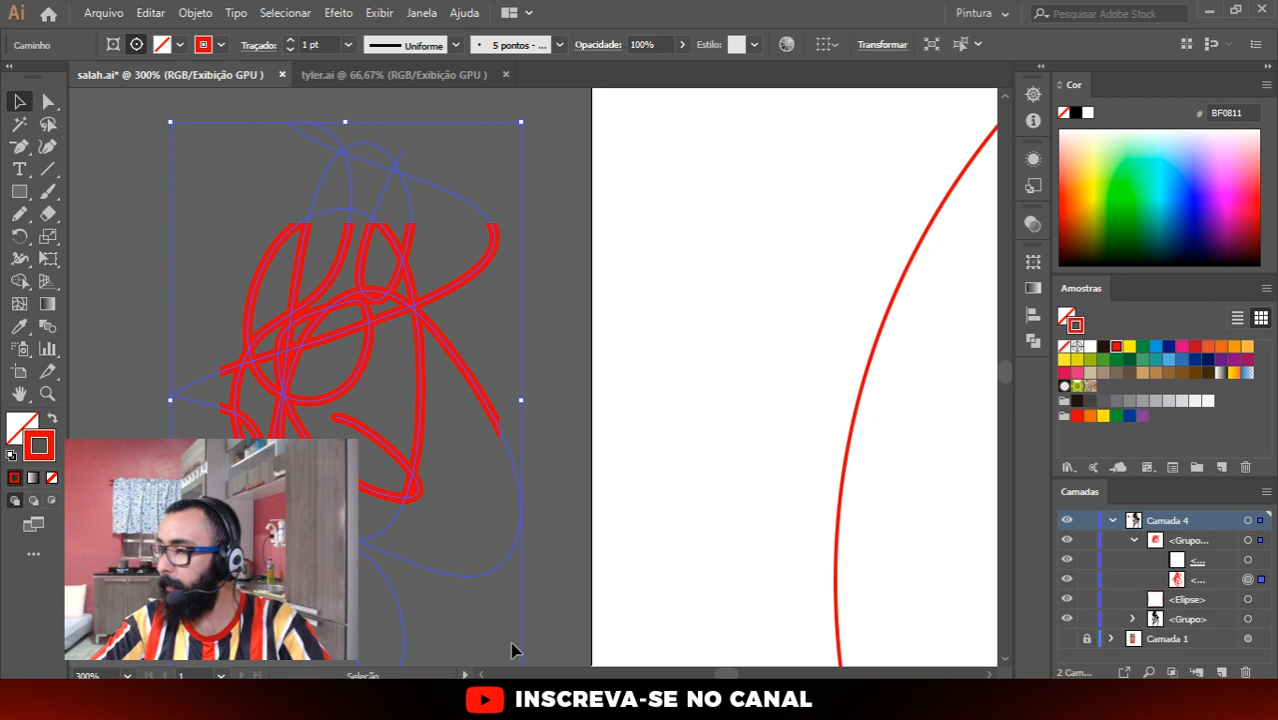 Ai Arquivo Editar Objeto Tipo Selecionar Efeito Exibir Janela Ajuda Pintura Pesquisar Adobe Stock
Caminho Traçado: 1 pt Uniforme 5 pontos - ... Opacidade: 100% Estilo: Transformar
salah.ai* @ 300% (RGB/Exibição GPU ) × tyler.ai @ 66,67% (RGB/Exibição GPU ) ×
Cor
# BF0811
Amostras
Camadas
Camada 4
<Grupo...
<...
<...
<Elipse>
<Grupo>
Camada 1
300% 1 Seleção 2 Cam...
INSCREVA-SE NO CANAL